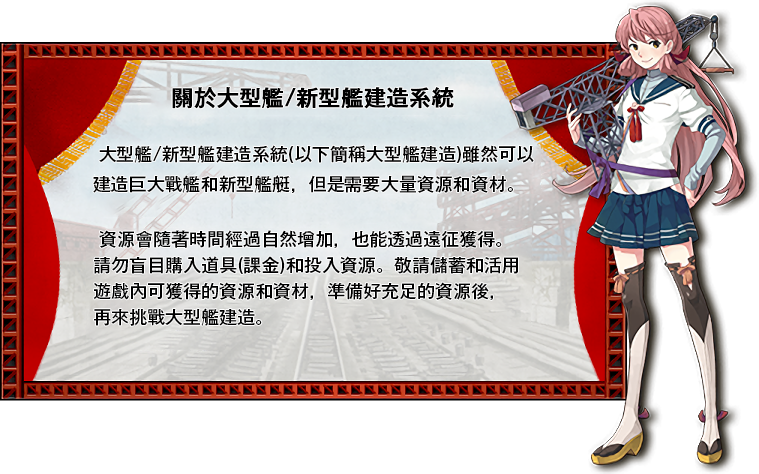 關於大型艦/新型艦建造系統
大型艦/新型艦建造系統(以下簡稱大型艦建造)雖然可以
建造巨大戰艦和新型艦艇，但是需要大量資源和資材。
資源會隨著時間經過自然增加，也能透過遠征獲得。
請勿盲目購入道具(課金)和投入資源。敬請儲蓄和活用
遊戲內可獲得的資源和資材，準備好充足的資源後，
再來挑戰大型艦建造。